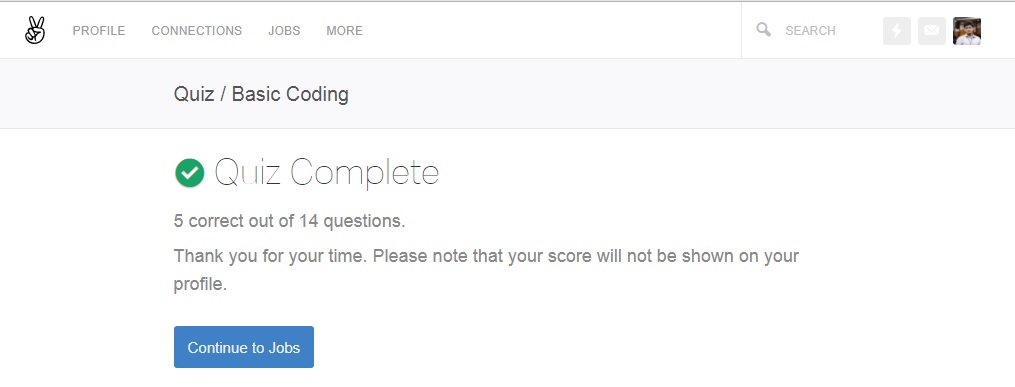 PROFILE CONNECTIONS JOBS MORE SEARCH
Quiz / Basic Coding
Quiz Complete
5 correct out of 14 questions.
Thank you for your time. Please note that your score will not be shown on your
profile.
Continue to Jobs